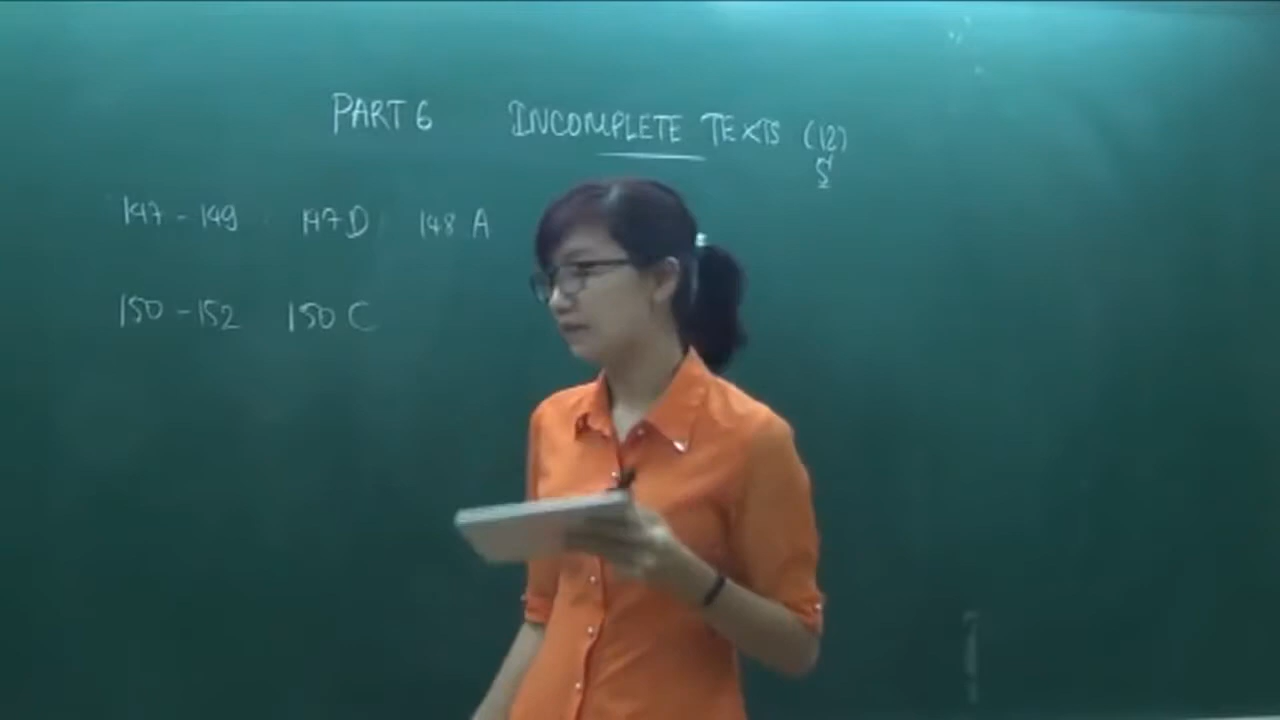 PART 6 INCOMPLETE TEXTS (12)
S
147 - 149 147 D 148 A
150 - 152 150 C